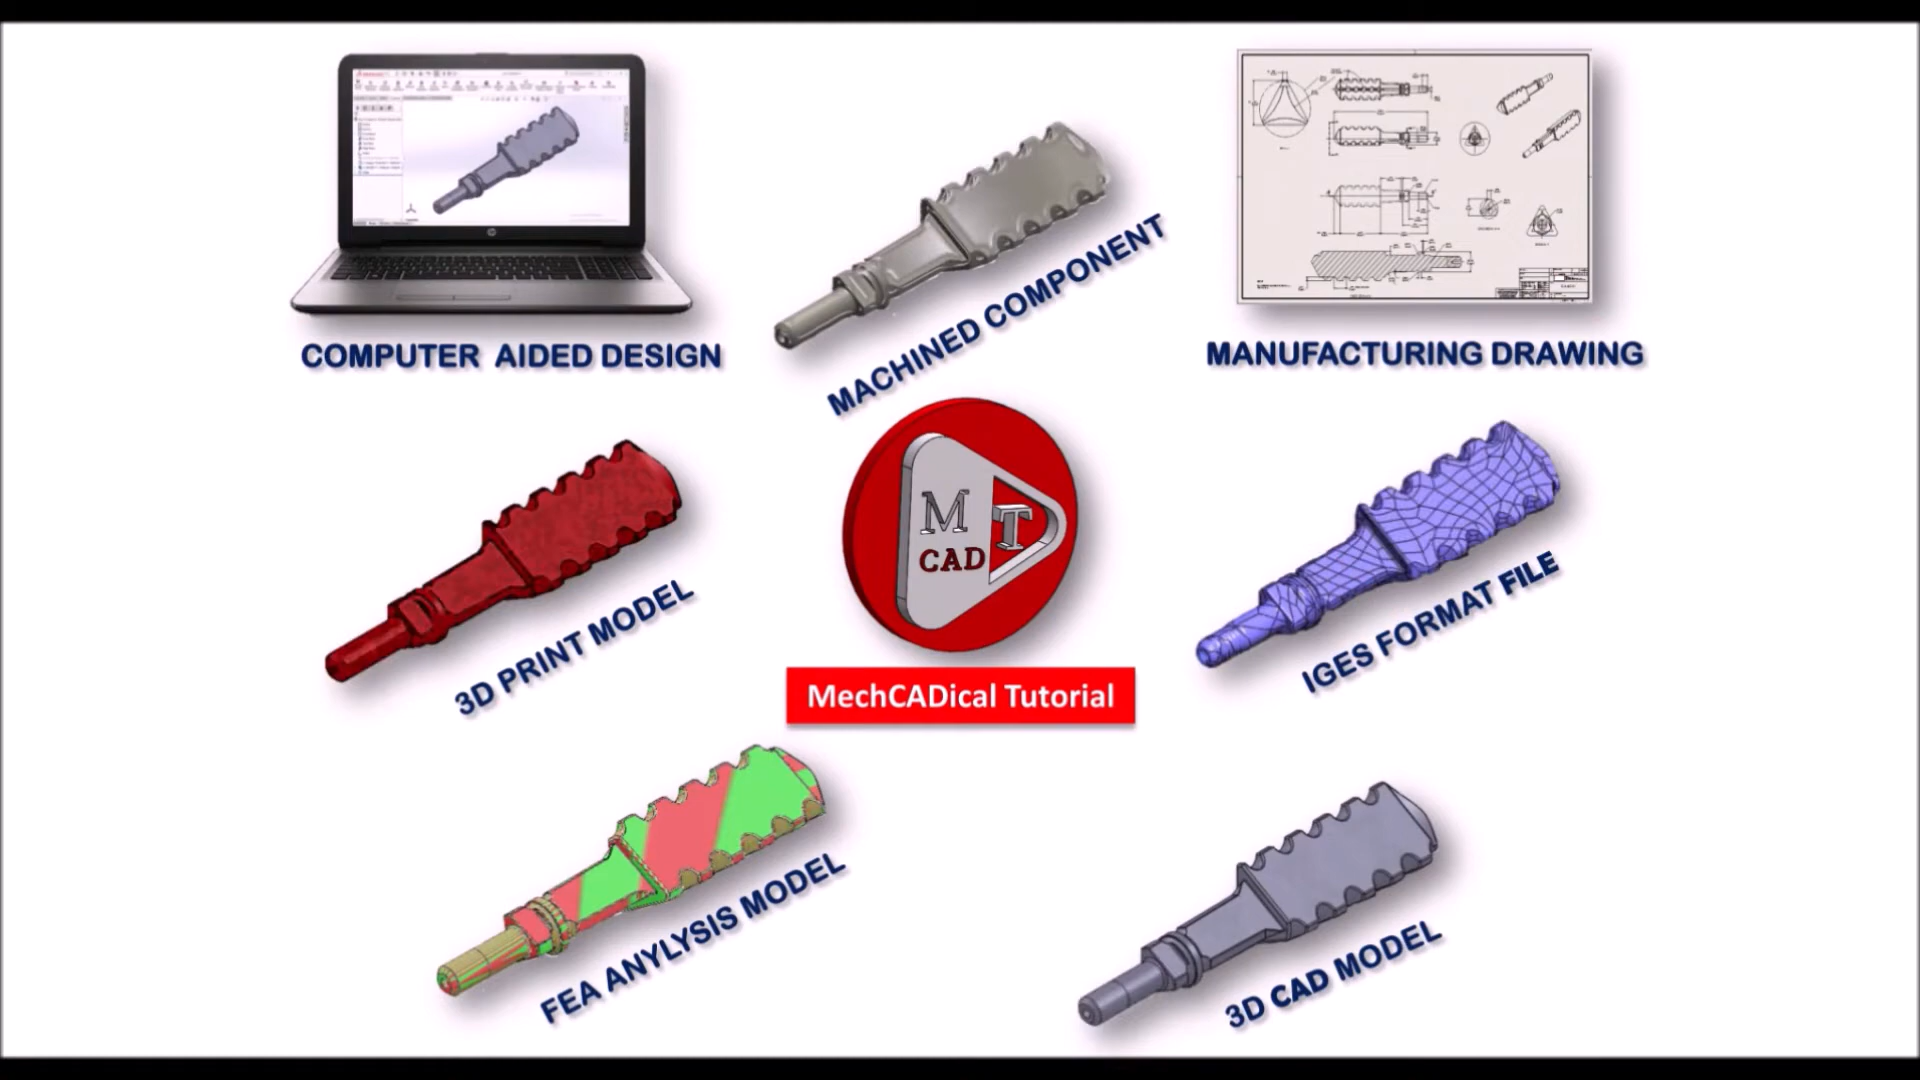 COMPUTER AIDED DESIGN
MACHINED COMPONENT
MANUFACTURING DRAWING
3D PRINT MODEL
M
T
CAD
MechCADical Tutorial
IGES FORMAT FILE
FEA ANYLYSIS MODEL
3D CAD MODEL